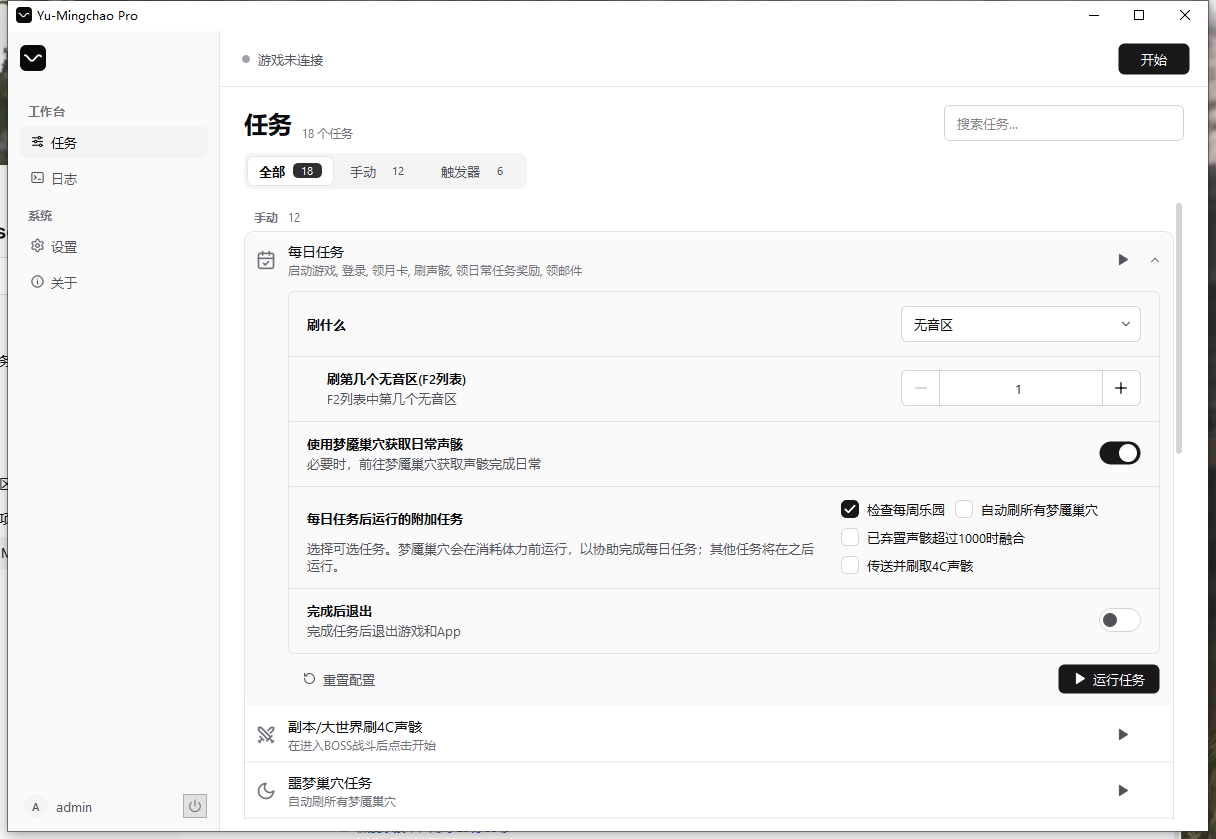 Yu-Mingchao Pro
游戏未连接
开始
工作台
任务
日志
系统
设置
关于
任务 18 个任务
搜索任务...
全部 18 手动 12 触发器 6
手动 12
每日任务
启动游戏, 登录, 领月卡, 刷声骸, 领日常任务奖励, 领邮件
刷什么
无音区
刷第几个无音区(F2列表)
F2列表中第几个无音区
1
使用梦魇巢穴获取日常声骸
必要时，前往梦魇巢穴获取声骸完成日常
每日任务后运行的附加任务
选择可选任务。梦魇巢穴会在消耗体力前运行，以协助完成每日任务；其他任务将在之后
运行。
检查每周乐园 自动刷所有梦魇巢穴
已弃置声骸超过1000时融合
传送并刷取4C声骸
完成后退出
完成任务后退出游戏和App
重置配置
运行任务
副本/大世界刷4C声骸
在进入BOSS战斗后点击开始
噩梦巢穴任务
自动刷所有梦魇巢穴
A admin